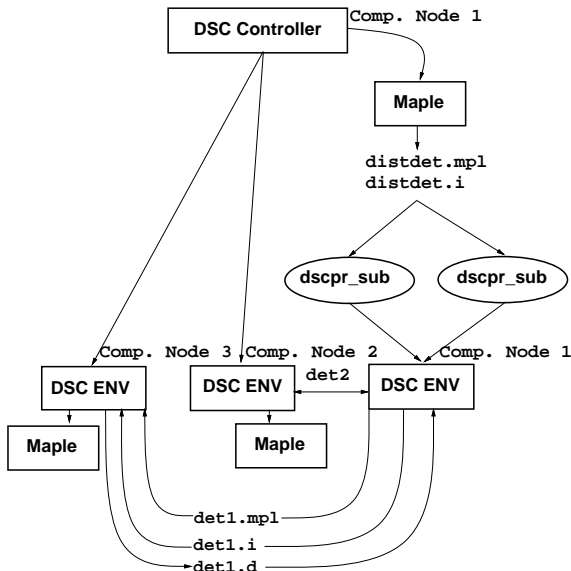 DSC Controller
Comp. Node 1
Maple
distdet.mpl
distdet.i
dscpr_sub
dscpr_sub
Comp. Node 3
Comp. Node 2
Comp. Node 1
DSC ENV
DSC ENV
det2
DSC ENV
Maple
Maple
det1.mpl
det1.i
det1.d